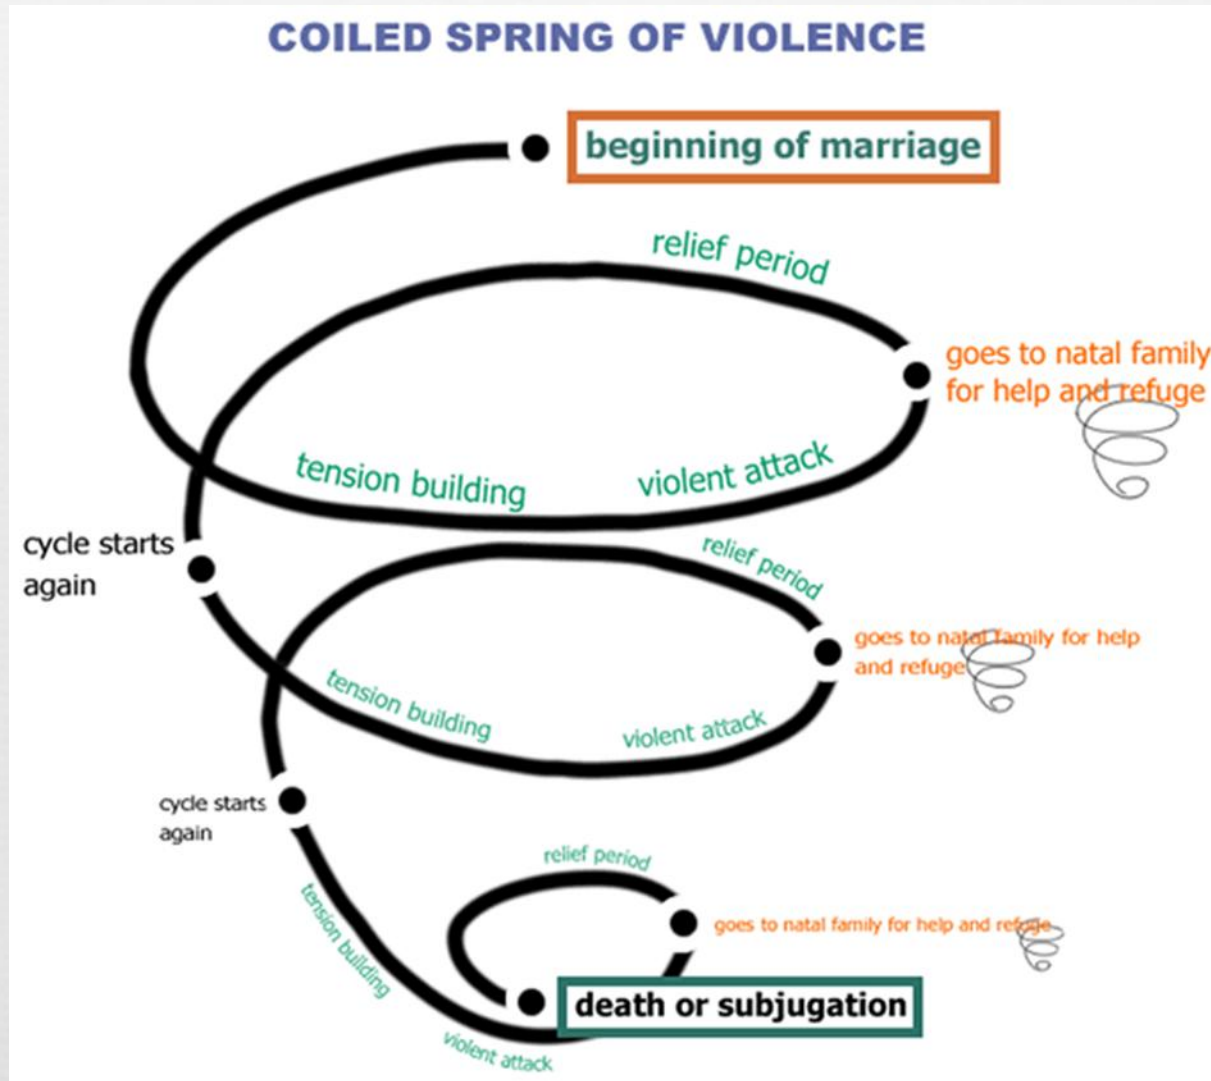 COILED SPRING OF VIOLENCE
beginning of marriage
relief period
goes to natal family
for help and refuge
tension building
violent attack
cycle starts
again
relief period
goes to natal family for help
and refuge
tension building
violent attack
cycle starts
again
relief period
goes to natal family for help and refuge
tension building
death or subjugation
violent attack